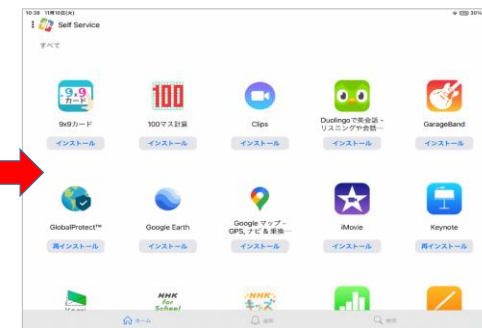 10:38 11月10日(火)
30%
Self Service
すべて
9x9カード
100マス計算
Clips
Duolingoで英会話 -
リスニングや会話…
GarageBand
インストール
インストール
インストール
インストール
インストール
GlobalProtect™
Google Earth
Google マップ -
GPS, ナビ & 乗換…
iMovie
Keynote
再インストール
インストール
インストール
インストール
再インストール
NHK
for
School
NHK
キッズ
ホーム